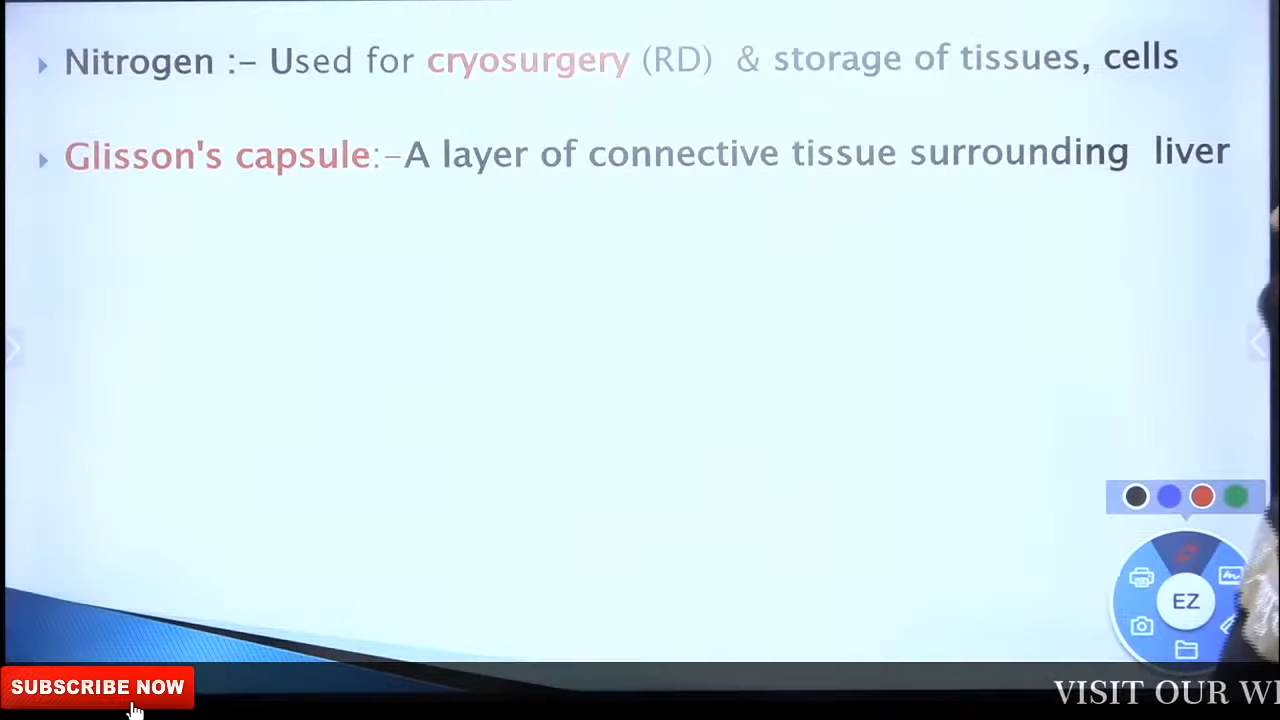 Nitrogen :– Used for cryosurgery (RD) & storage of tissues, cells
Glisson's capsule:–A layer of connective tissue surrounding liver
EZ
SUBSCRIBE NOW
VISIT OUR